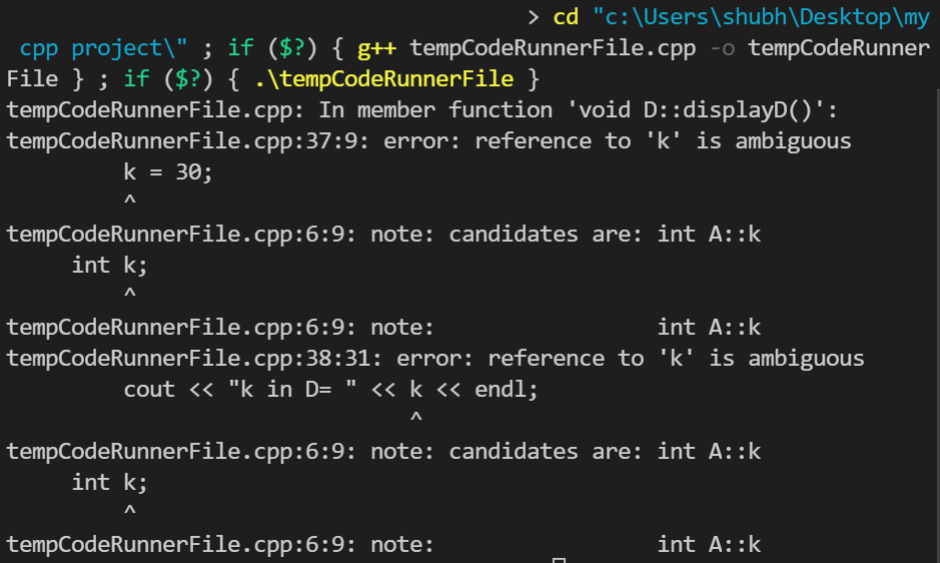 > cd "c:\Users\shubh\Desktop\my
cpp project\" ; if ($?) { g++ tempCodeRunnerFile.cpp -o tempCodeRunner
File } ; if ($?) { .\tempCodeRunnerFile }
tempCodeRunnerFile.cpp: In member function 'void D::displayD()':
tempCodeRunnerFile.cpp:37:9: error: reference to 'k' is ambiguous
         k = 30;
         ^
tempCodeRunnerFile.cpp:6:9: note: candidates are: int A::k
     int k;
         ^
tempCodeRunnerFile.cpp:6:9: note:                 int A::k
tempCodeRunnerFile.cpp:38:31: error: reference to 'k' is ambiguous
         cout << "k in D= " << k << endl;
                               ^
tempCodeRunnerFile.cpp:6:9: note: candidates are: int A::k
     int k;
         ^
tempCodeRunnerFile.cpp:6:9: note:                 int A::k